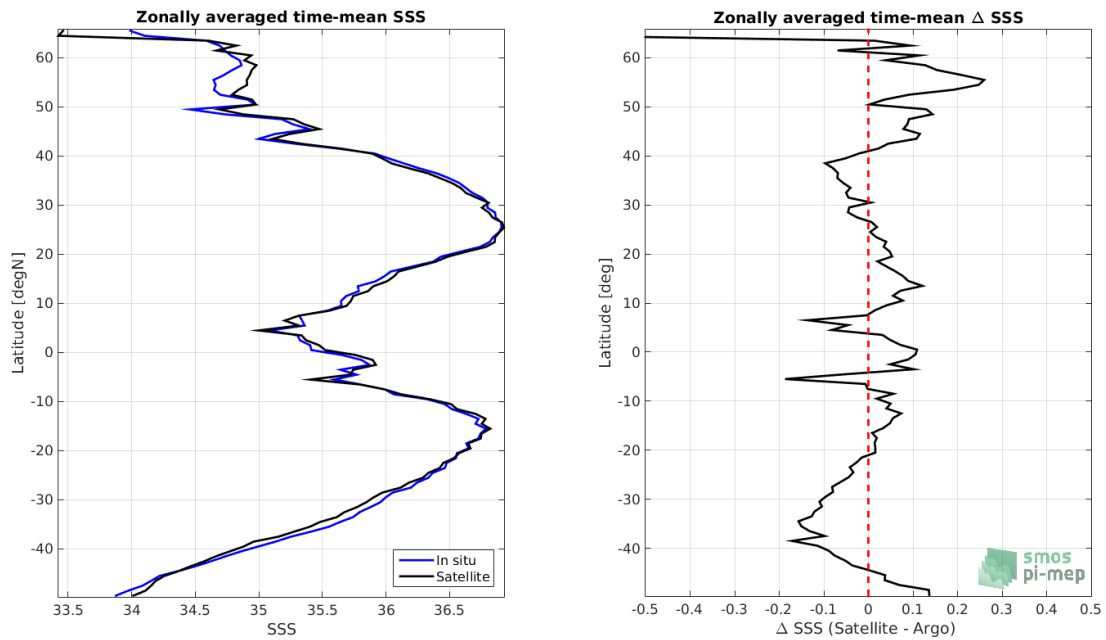 Zonally averaged time-mean SSS
60
50
40
30
20
10
0
-10
-20
-30
-40
Latitude [degN]
33.5 34 34.5 35 35.5 36 36.5
SSS
In situ
Satellite
Zonally averaged time-mean Δ SSS
60
50
40
30
20
10
0
-10
-20
-30
-40
Latitude [deg]
-0.5 -0.4 -0.3 -0.2 -0.1 0 0.1 0.2 0.3 0.4 0.5
Δ SSS (Satellite - Argo)
smos
pi-mep